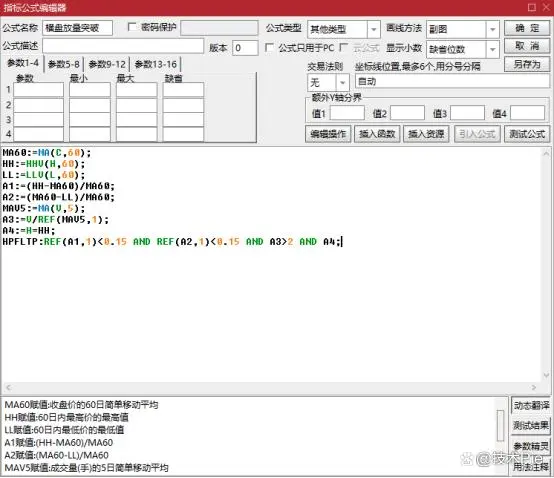 指标公式编辑器
公式名称 横盘放量突破 密码保护 公式类型 其他类型 画线方法 副图 确 定
公式描述 版本 0 公式只用于PC 云公式 显示小数 缺省位数 取 消
参数1-4 参数5-8 参数9-12 参数13-16 交易法则 坐标线位置,最多6个,用分号分隔 另存为
参数 最小 最大 缺省 无 自动
1
2
3
4
额外Y轴分界
值1 值2 值3 值4
编辑操作 插入函数 插入资源 引入公式 测试公式
MA60:=MA(C,60);
HH:=HHV(H,60);
LL:=LLV(L,60);
A1:=(HH-MA60)/MA60;
A2:=(MA60-LL)/MA60;
MAV5:=MA(V,5);
A3:=V/REF(MAV5,1);
A4:=H=HH;
HPFLTP:REF(A1,1)<0.15 AND REF(A2,1)<0.15 AND A3>2 AND A4;
MA60赋值:收盘价的60日简单移动平均
HH赋值:60日内最高价的最高值
LL赋值:60日内最低价的最低值
A1赋值:(HH-MA60)/MA60
A2赋值:(MA60-LL)/MA60
MAV5赋值:成交量(手)的5日简单移动平均
动态翻译
测试结果
参数精灵
用法注释